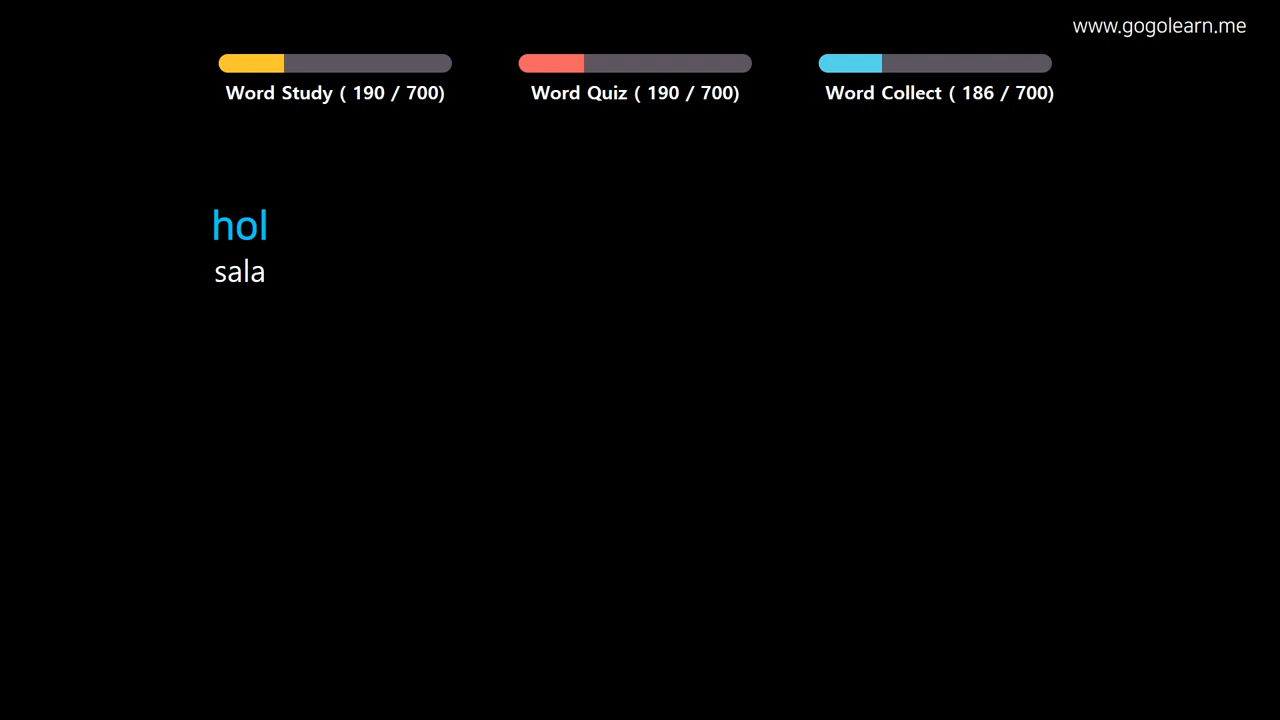 www.gogolearn.me
Word Study ( 190 / 700)
Word Quiz ( 190 / 700)
Word Collect ( 186 / 700)
hol
sala